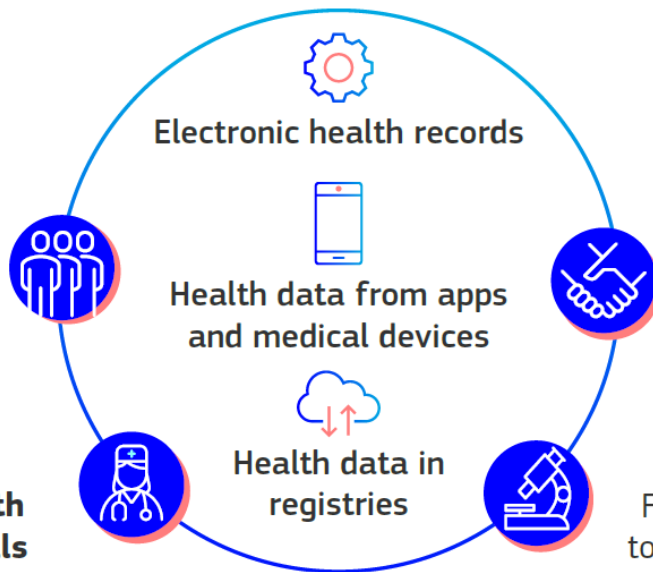 Electronic health records
Health data from apps
and medical devices
Health data in
registries